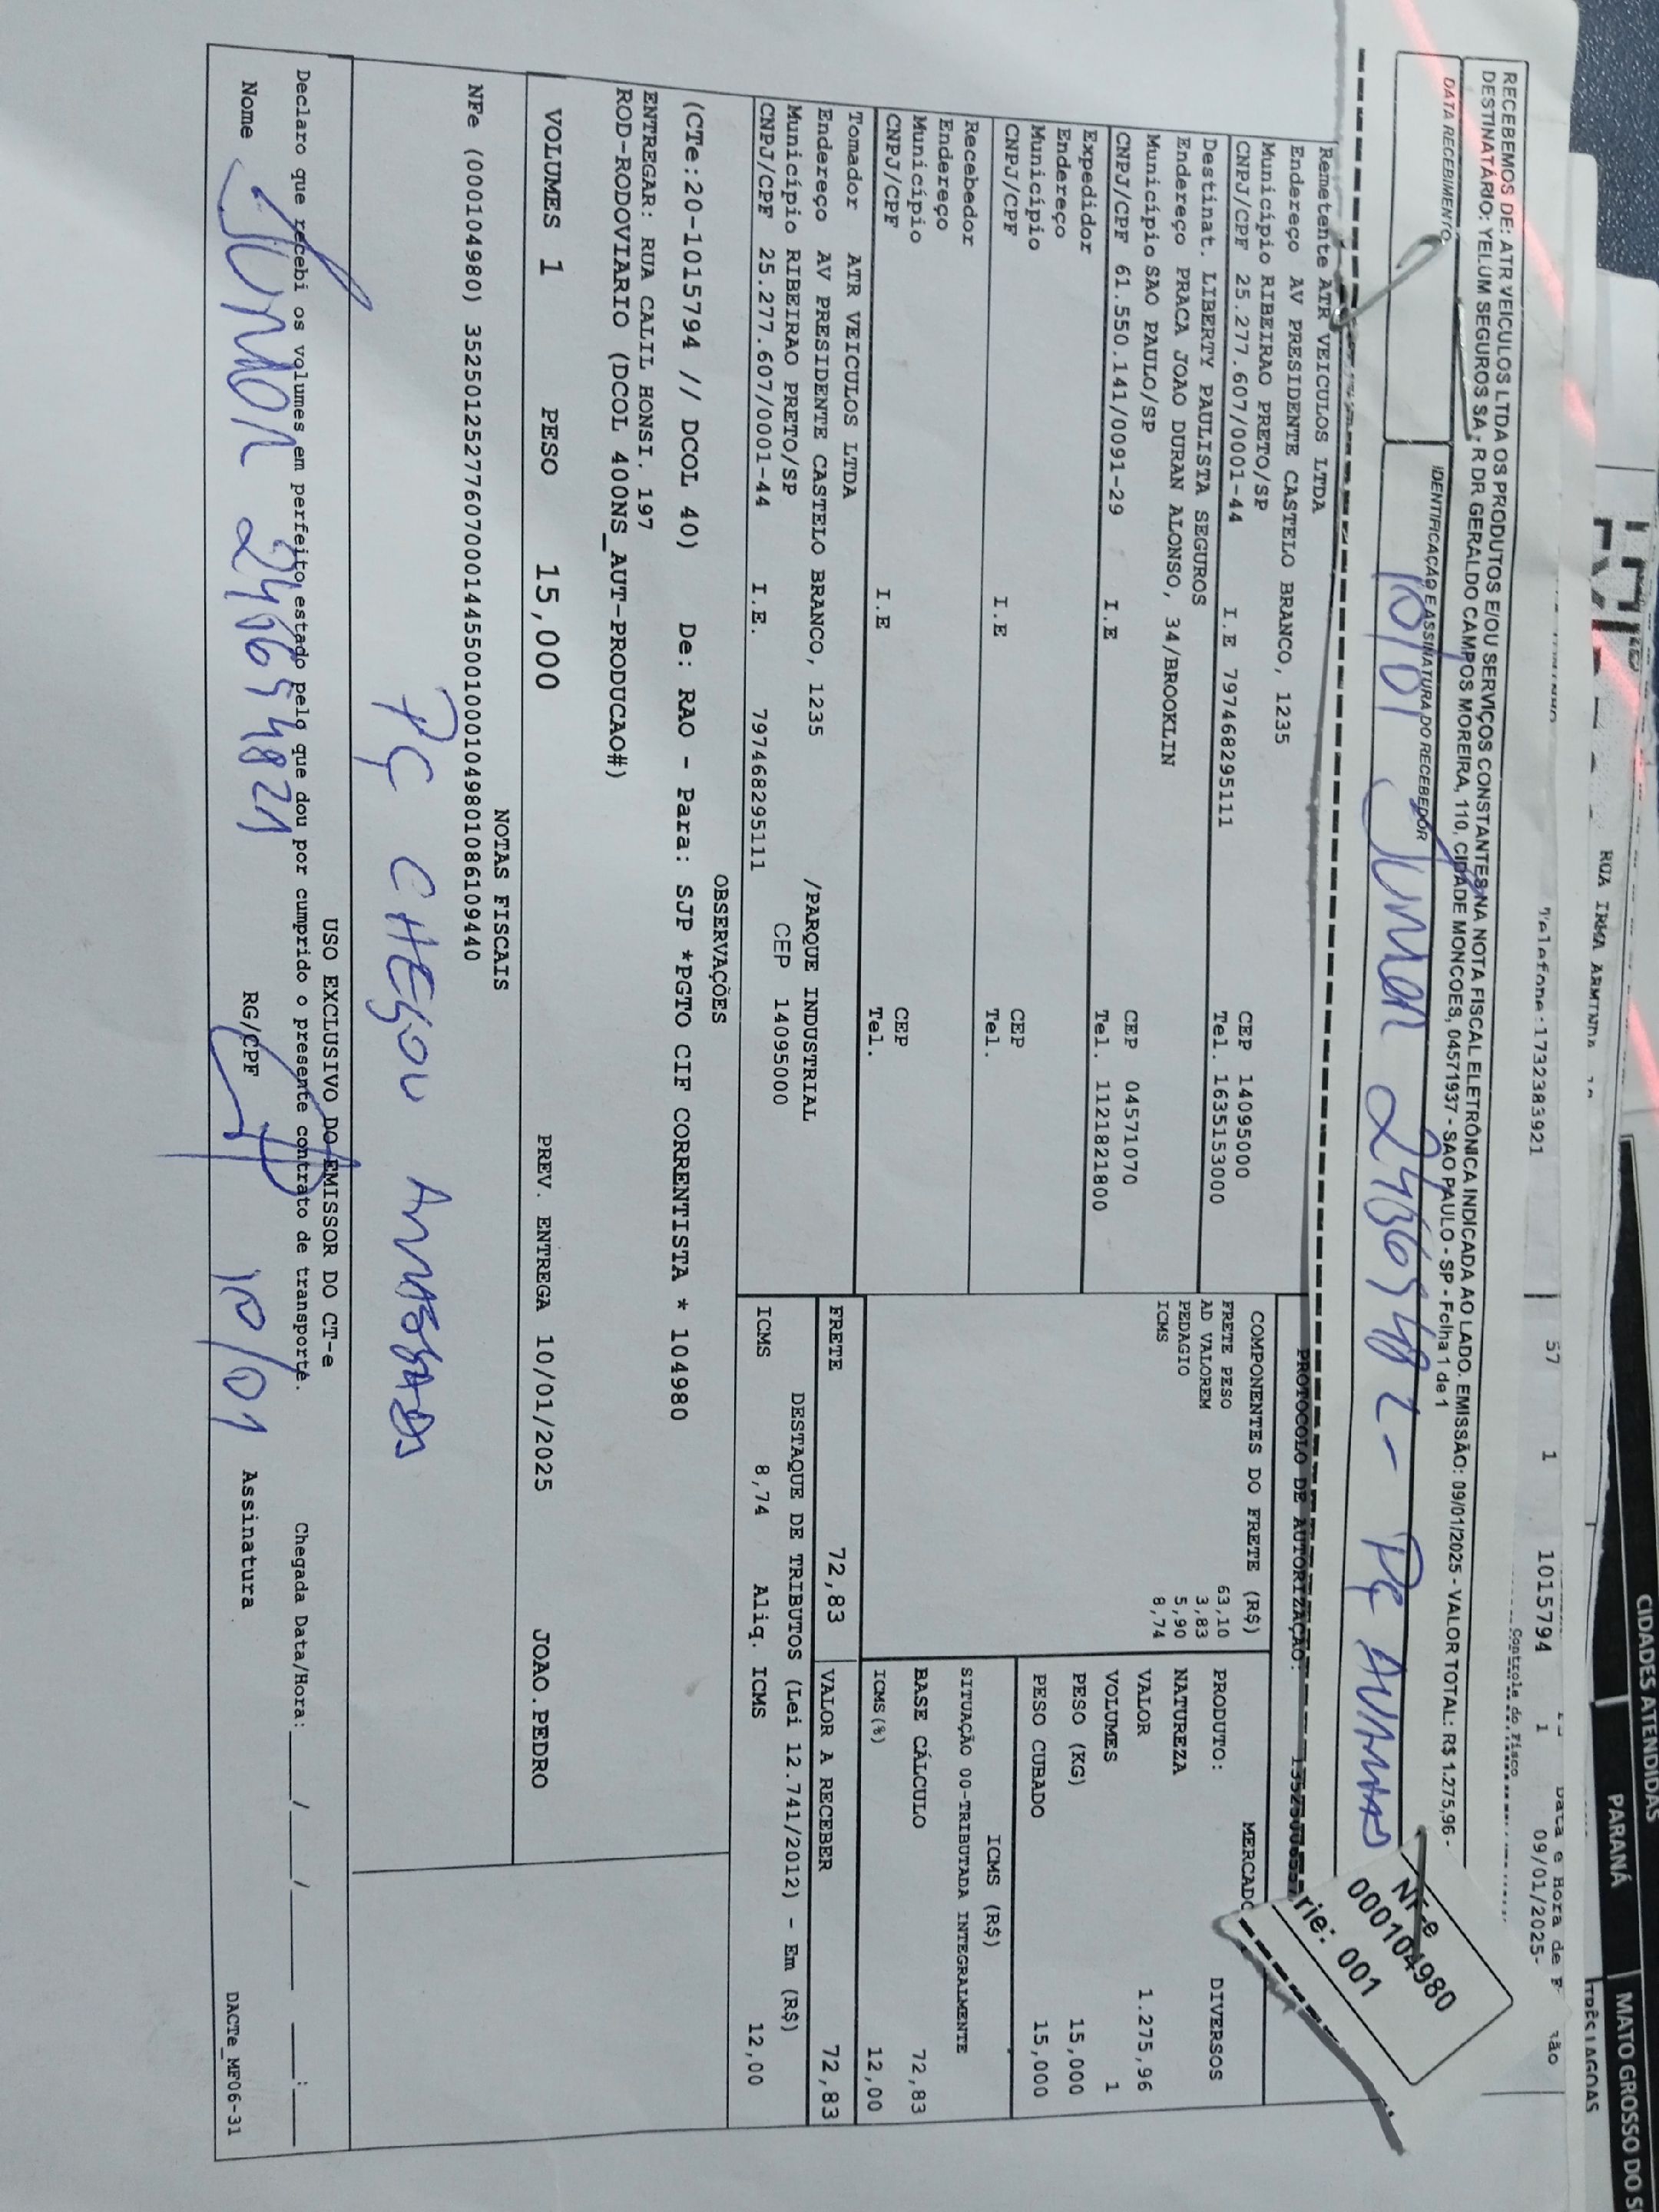 CIDADES ATENDIDAS
PARANÁ
MATO GROSSO DO S
TRÊS LAGOAS
RUA IRMA ARMINDA
Telefone:1732383921
57 1 1015794 1 09/01/2025-
Data e Hora de
Controle do Fisco
RECEBEMOS DE: ATR VEICULOS LTDA OS PRODUTOS E/OU SERVIÇOS CONSTANTES NA NOTA FISCAL ELETRÔNICA INDICADA AO LADO. EMISSÃO: 09/01/2025 - VALOR TOTAL: R$ 1.275,96 -
DESTINATÁRIO: YELUM SEGUROS SA - R DR GERALDO CAMPOS MOREIRA, 110, CIDADE MONCOES, 04571937 - SAO PAULO - SP - Folha 1 de 1
DATA RECEBIMENTO
IDENTIFICAÇÃO E ASSINATURA DO RECEBEDOR
10/01 JUNIOR
NF-e
000104980
rie: 001
PROTOCOLO DE AUTORIZAÇÃO:
Remetente ATR VEICULOS LTDA
Endereço AV PRESIDENTE CASTELO BRANCO, 1235
Município RIBEIRAO PRETO/SP CEP 14095000
CNPJ/CPF 25.277.607/0001-44 I.E 797468295111 Tel. 1635153000
Destinat. LIBERTY PAULISTA SEGUROS
Endereço PRACA JOAO DURAN ALONSO, 34/BROOKLIN
Município SAO PAULO/SP CEP 04571070
CNPJ/CPF 61.550.141/0091-29 I.E Tel. 1121821800
Expedidor
Endereço
Município CEP
CNPJ/CPF I.E Tel.
Recebedor
Endereço
Município CEP
CNPJ/CPF I.E Tel.
Tomador ATR VEICULOS LTDA
Endereço AV PRESIDENTE CASTELO BRANCO, 1235 /PARQUE INDUSTRIAL
Município RIBEIRAO PRETO/SP CEP 14095000
CNPJ/CPF 25.277.607/0001-44 I.E. 797468295111
COMPONENTES DO FRETE (R$)
FRETE PESO 63,10
AD VALOREM 3,83
PEDAGIO 5,90
ICMS 8,74
MERCADO
PRODUTO: DIVERSOS
NATUREZA
VALOR 1.275,96
VOLUMES 1
PESO (KG) 15,000
PESO CUBADO 15,000
ICMS (R$)
SITUAÇÃO 00-TRIBUTADA INTEGRALMENTE
BASE CÁLCULO 72,83
ICMS(%) 12,00
FRETE 72,83 VALOR A RECEBER 72,83
DESTAQUE DE TRIBUTOS (Lei 12.741/2012) - Em (R$)
ICMS 8,74 Aliq. ICMS 12,00
OBSERVAÇÕES
(CTe:20-1015794 // DCOL 40) De: RAO - Para: SJP *PGTO CIF CORRENTISTA * 104980
ENTREGAR: RUA CALIL HONSI. 197
ROD-RODOVIARIO (DCOL 400NS_AUT-PRODUCAO#)
VOLUMES 1 PESO 15,000 PREV. ENTREGA 10/01/2025 JOAO.PEDRO
NOTAS FISCAIS
NFe (000104980) 35250125277607000144550010001049801086109440
PÇ CHEGOU AMASSADA
USO EXCLUSIVO DO EMISSOR DO CT-e
Declaro que recebi os volumes em perfeito estado pelo que dou por cumprido o presente contrato de transporte. Chegada Data/Hora:____/____/______ ____:____
Nome JUNIOR RG/CPF 10/01 Assinatura
DACTe_MF06-31